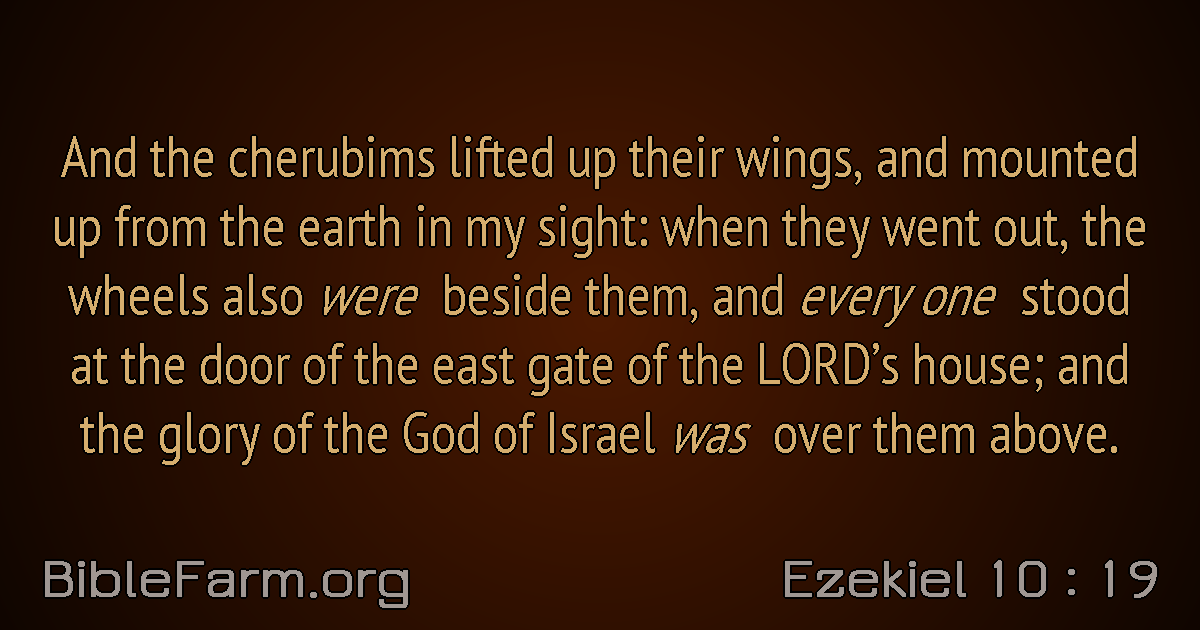 And the cherubims lifted up their wings, and mounted
up from the earth in my sight: when they went out, the
wheels also were beside them, and every one stood
at the door of the east gate of the LORD’s house; and
the glory of the God of Israel was over them above.
BibleFarm.org
Ezekiel 10 : 19